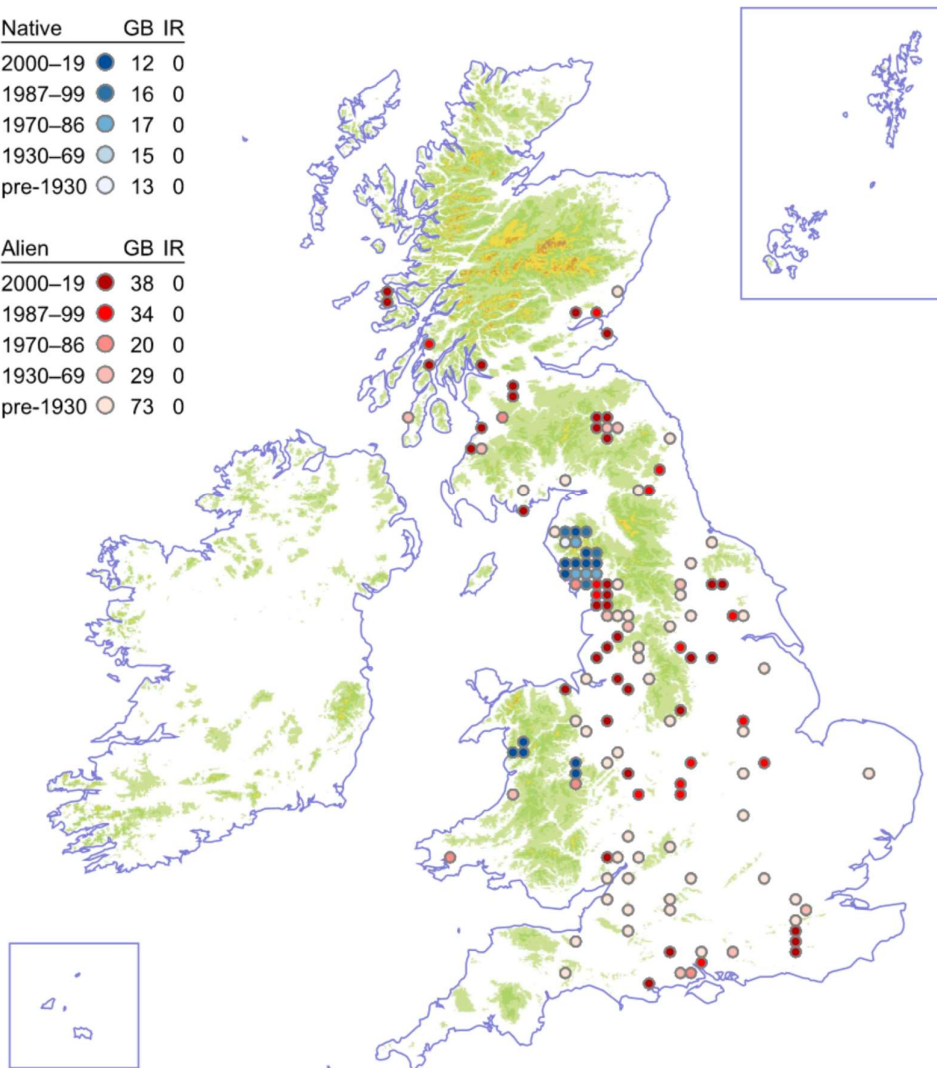 Native GB IR
2000–19 12 0
1987–99 16 0
1970–86 17 0
1930–69 15 0
pre-1930 13 0
Alien GB IR
2000–19 38 0
1987–99 34 0
1970–86 20 0
1930–69 29 0
pre-1930 73 0